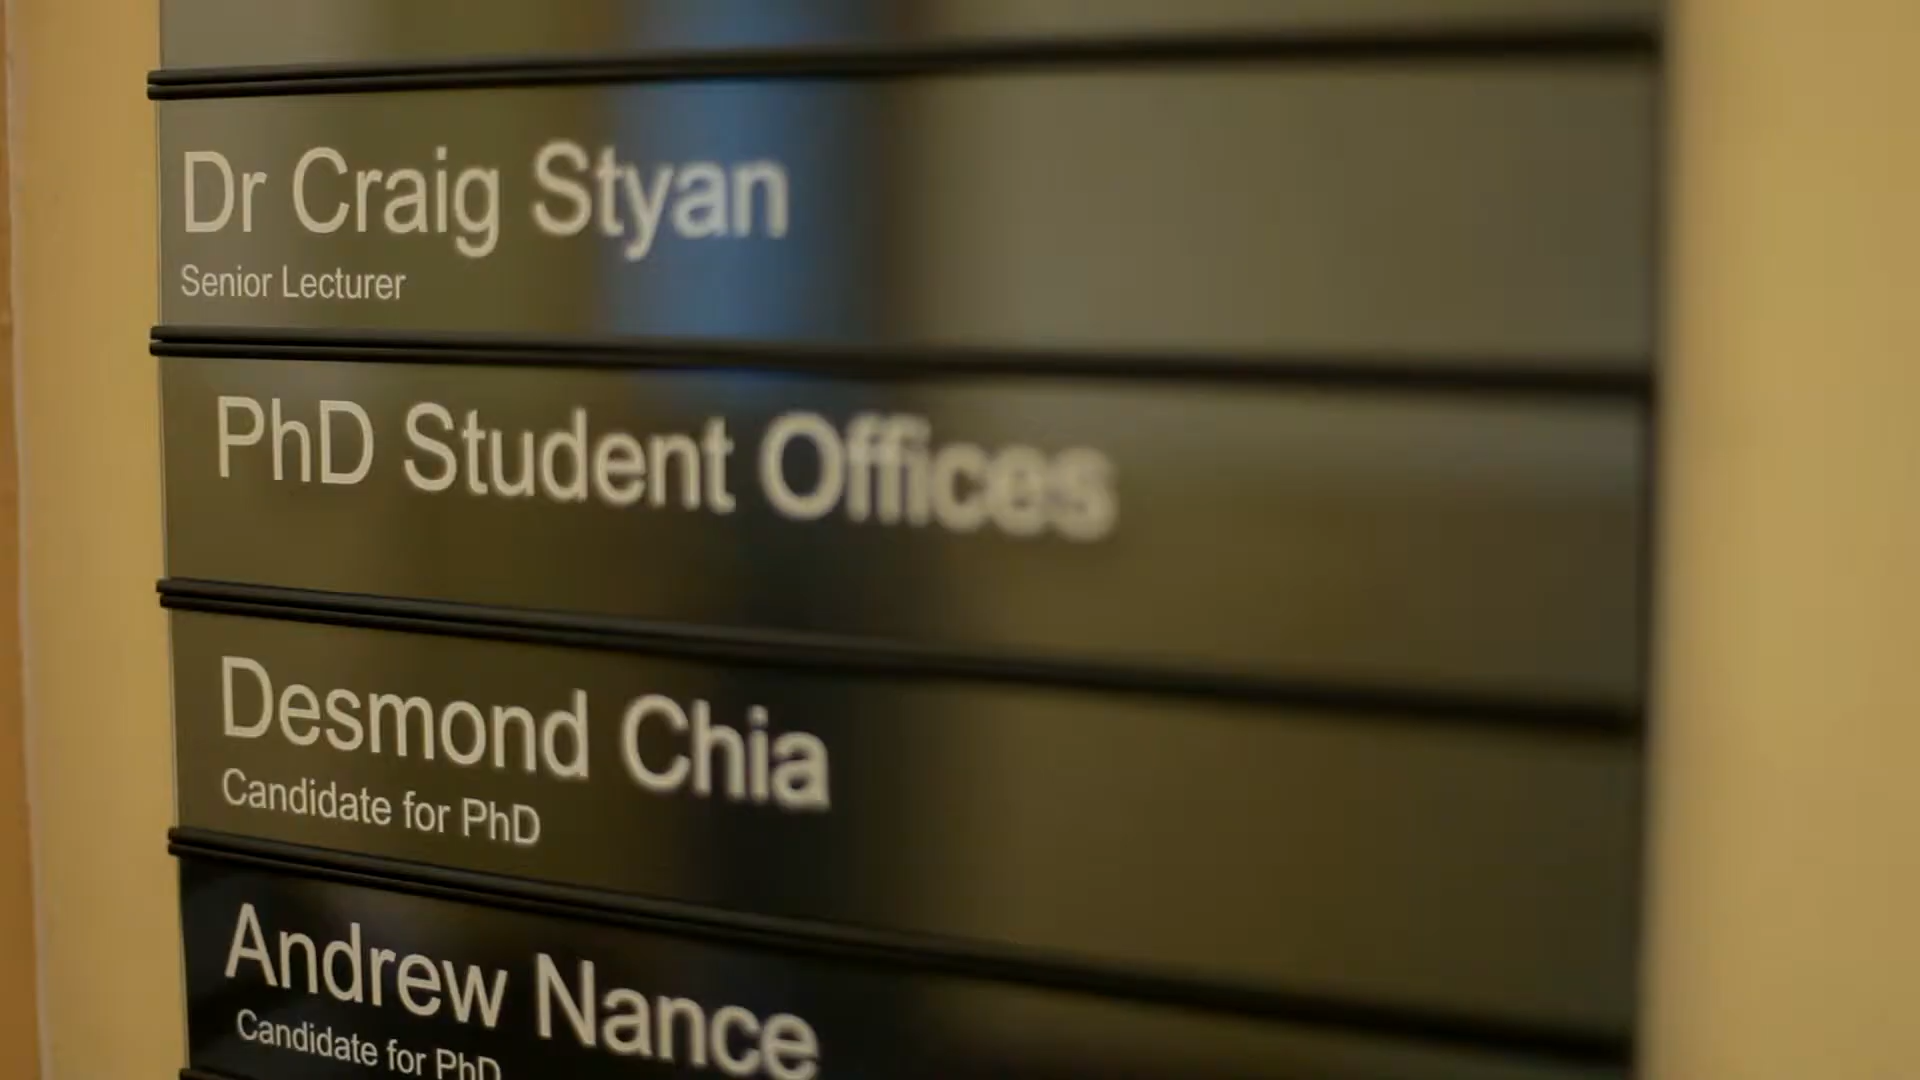 Dr Craig Styan
Senior Lecturer
PhD Student Offices
Desmond Chia
Candidate for PhD
Andrew Nance
Candidate for PhD